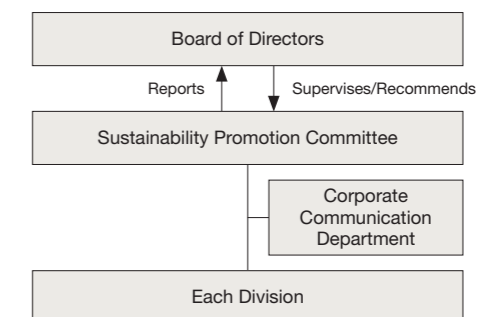 Board of Directors
Reports
Supervises/Recommends
Sustainability Promotion Committee
Corporate
Communication
Department
Each Division